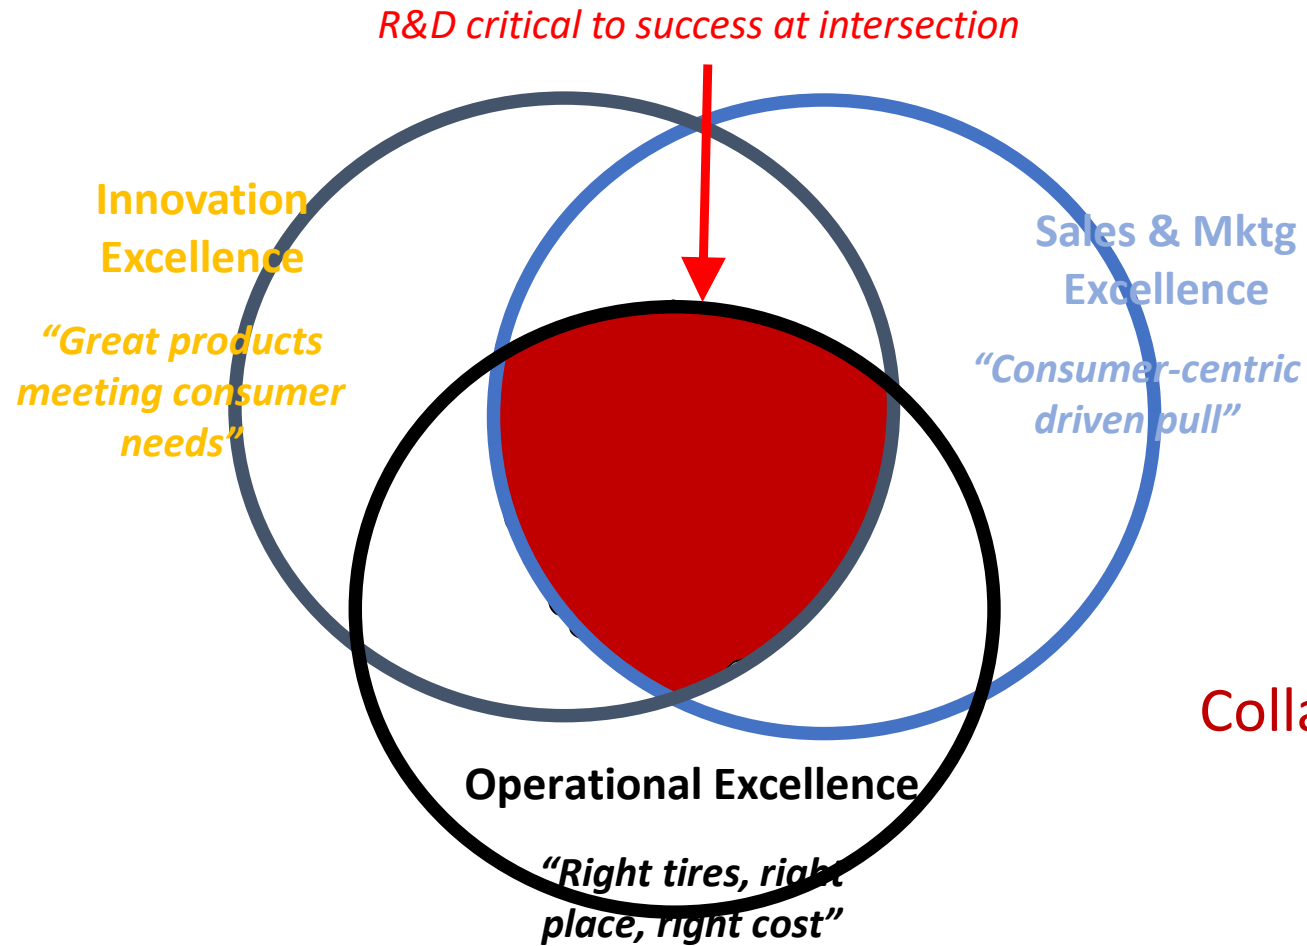 R&D critical to success at intersection
Innovation
Excellence
“Great products
meeting consumer
needs”
Sales & Mktg
Excellence
“Consumer-centric
driven pull”
Colla
Operational Excellence
“Right tires, right
place, right cost”